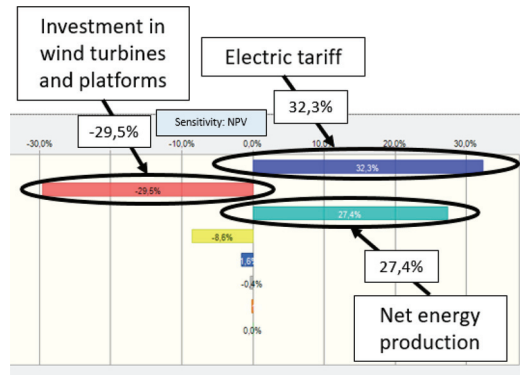 Investment in
wind turbines
and platforms
Electric tariff
32,3%
-29,5%
Sensitivity: NPV
-30,0%
-10,0%
0,0%
10,0%
20,0%
30,0%
32,3%
-29,5%
27,4%
-8,6%
1,6%
-0,4%
0,0%
27,4%
Net energy
production